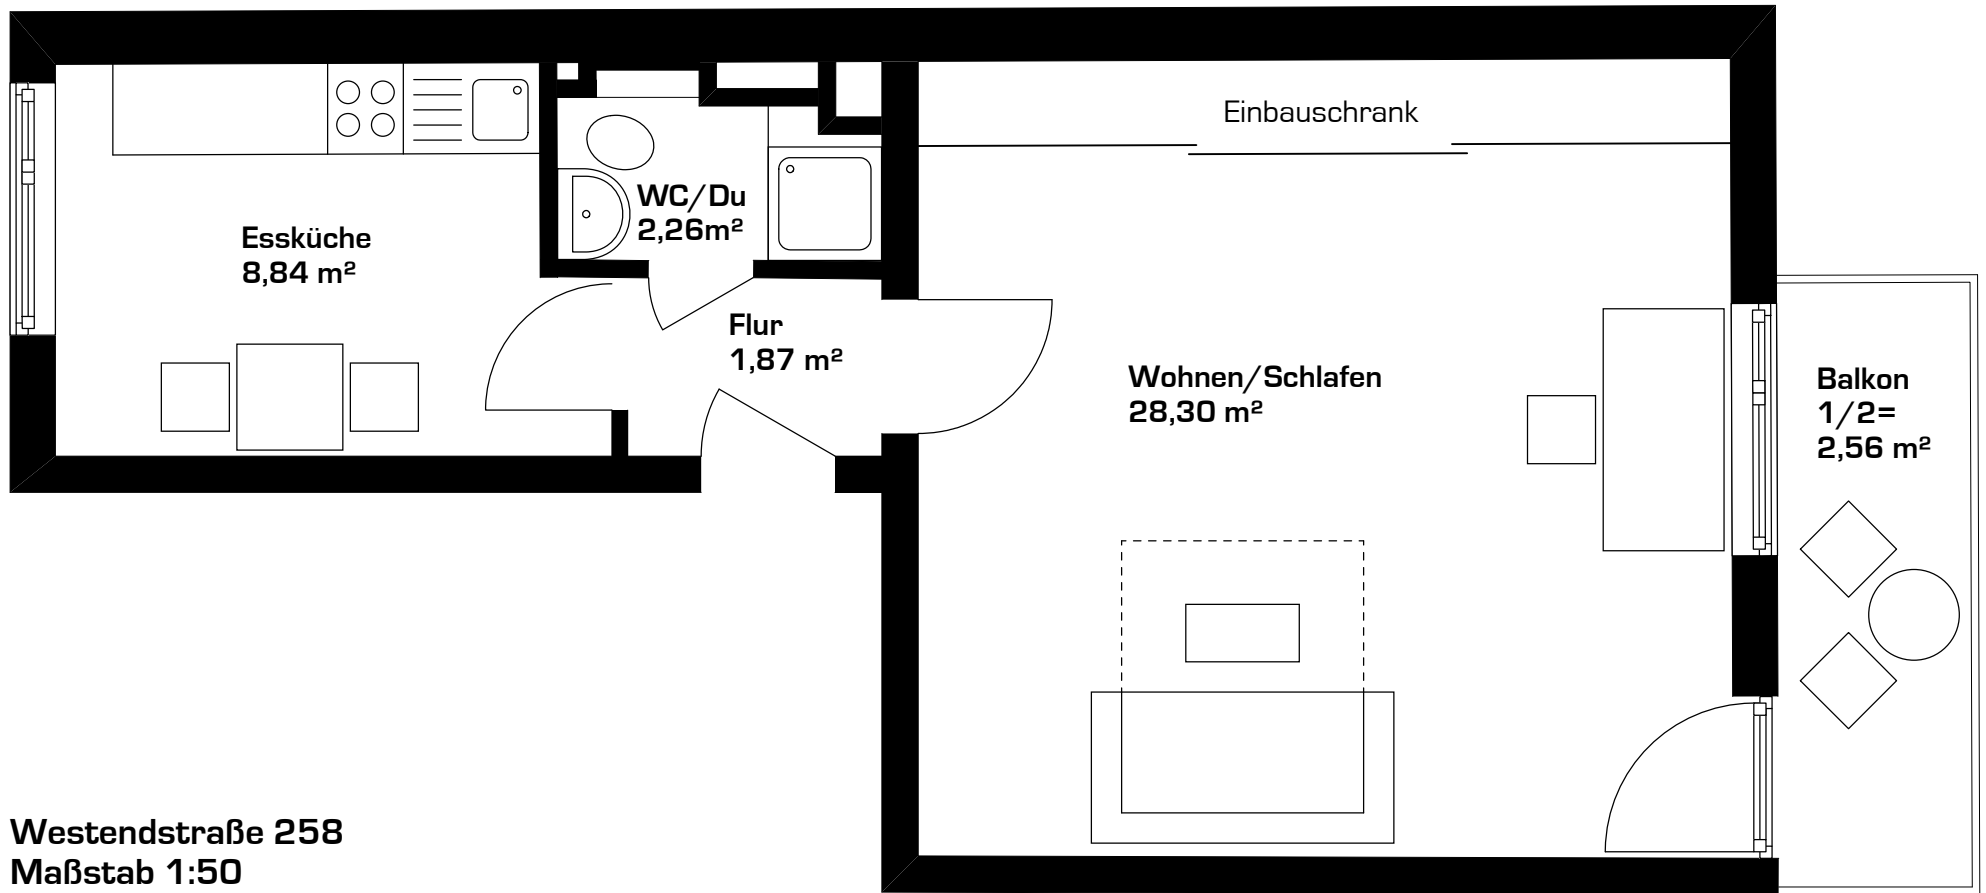 Einbauschrank
WC/Du
2,26m²
Essküche
8,84 m²
Flur
1,87 m²
Wohnen/Schlafen
28,30 m²
Balkon
1/2=
2,56 m²
Westendstraße 258
Maßstab 1:50